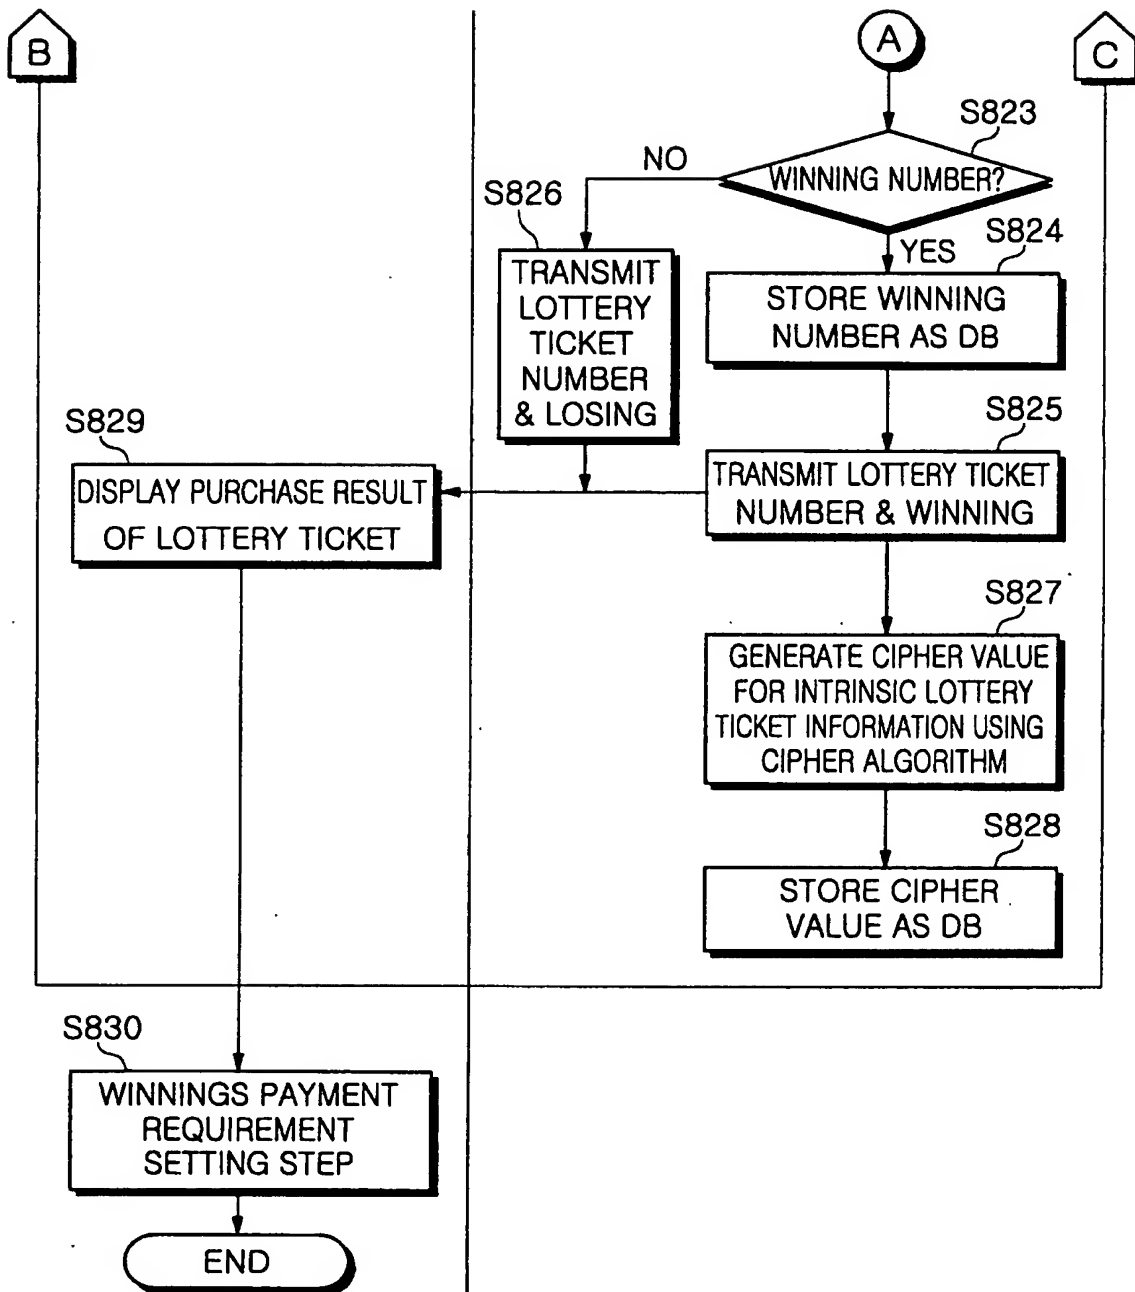 B
A
C
S823
WINNING NUMBER?
NO
YES
S826
TRANSMIT
LOTTERY
TICKET
NUMBER
& LOSING
S824
STORE WINNING
NUMBER AS DB
S825
TRANSMIT LOTTERY TICKET
NUMBER & WINNING
S829
DISPLAY PURCHASE RESULT
OF LOTTERY TICKET
S827
GENERATE CIPHER VALUE
FOR INTRINSIC LOTTERY
TICKET INFORMATION USING
CIPHER ALGORITHM
S828
STORE CIPHER
VALUE AS DB
S830
WINNINGS PAYMENT
REQUIREMENT
SETTING STEP
END